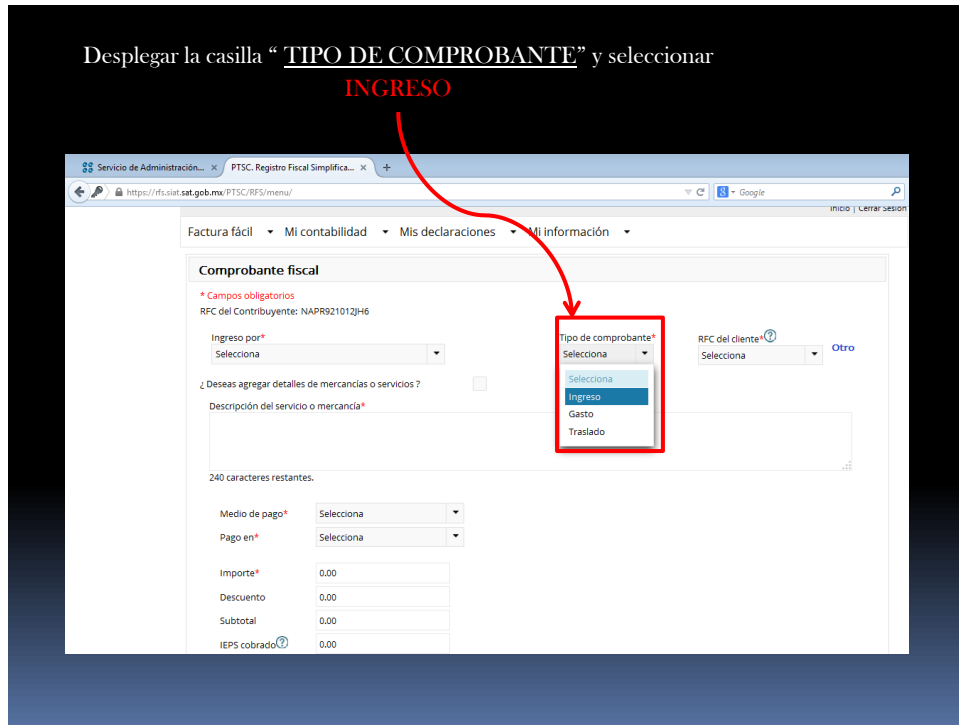 Desplegar la casilla “ TIPO DE COMPROBANTE” y seleccionar
INGRESO
Servicio de Administración... × PTSC. Registro Fiscal Simplifica... × +
https://rfs.siat.sat.gob.mx/PTSC/RFS/menu/ Google
Inicio | Cerrar Sesión
Factura fácil Mi contabilidad Mis declaraciones Mi información
Comprobante fiscal
* Campos obligatorios
RFC del Contribuyente: NAPR921012JH6
Ingreso por* Tipo de comprobante* RFC del cliente*?
Selecciona Selecciona Selecciona Otro
¿ Deseas agregar detalles de mercancías o servicios ?
Selecciona
Ingreso
Gasto
Traslado
Descripción del servicio o mercancía*
240 caracteres restantes.
Medio de pago* Selecciona
Pago en* Selecciona
Importe* 0.00
Descuento 0.00
Subtotal 0.00
IEPS cobrado? 0.00